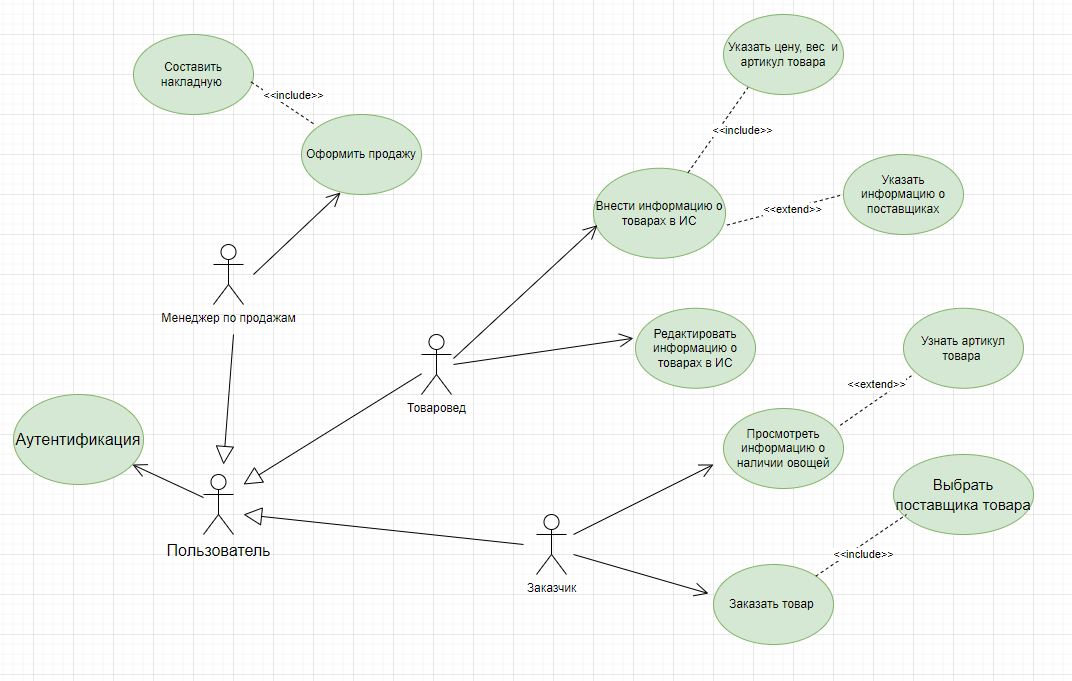 Указать цену, вес и
артикул товара
Составить
накладную
<<include>>
<<include>>
Оформить продажу
Указать
информацию о
поставщиках
Внести информацию о
товарах в ИС
<<extend>>
Менеджер по продажам
Редактировать
информацию о
товарах в ИС
Узнать артикул
товара
<<extend>>
Товаровед
Аутентификация
Просмотреть
информацию о
наличии овощей
Выбрать
поставщика товара
Пользователь
<<include>>
Заказчик
Заказать товар